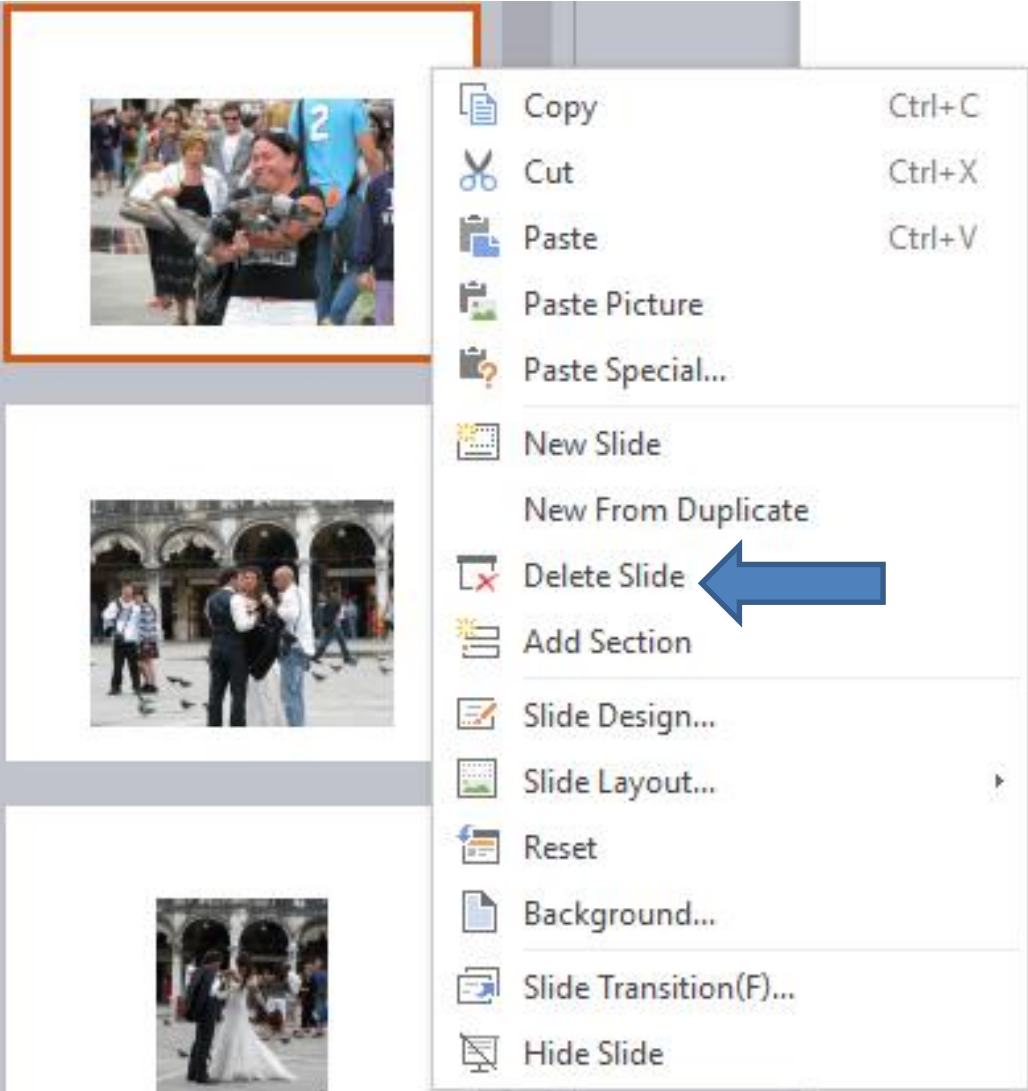 2
Copy Ctrl+C
Cut Ctrl+X
Paste Ctrl+V
Paste Picture
Paste Special...
New Slide
New From Duplicate
Delete Slide
Add Section
Slide Design...
Slide Layout...
Reset
Background...
Slide Transition(F)...
Hide Slide